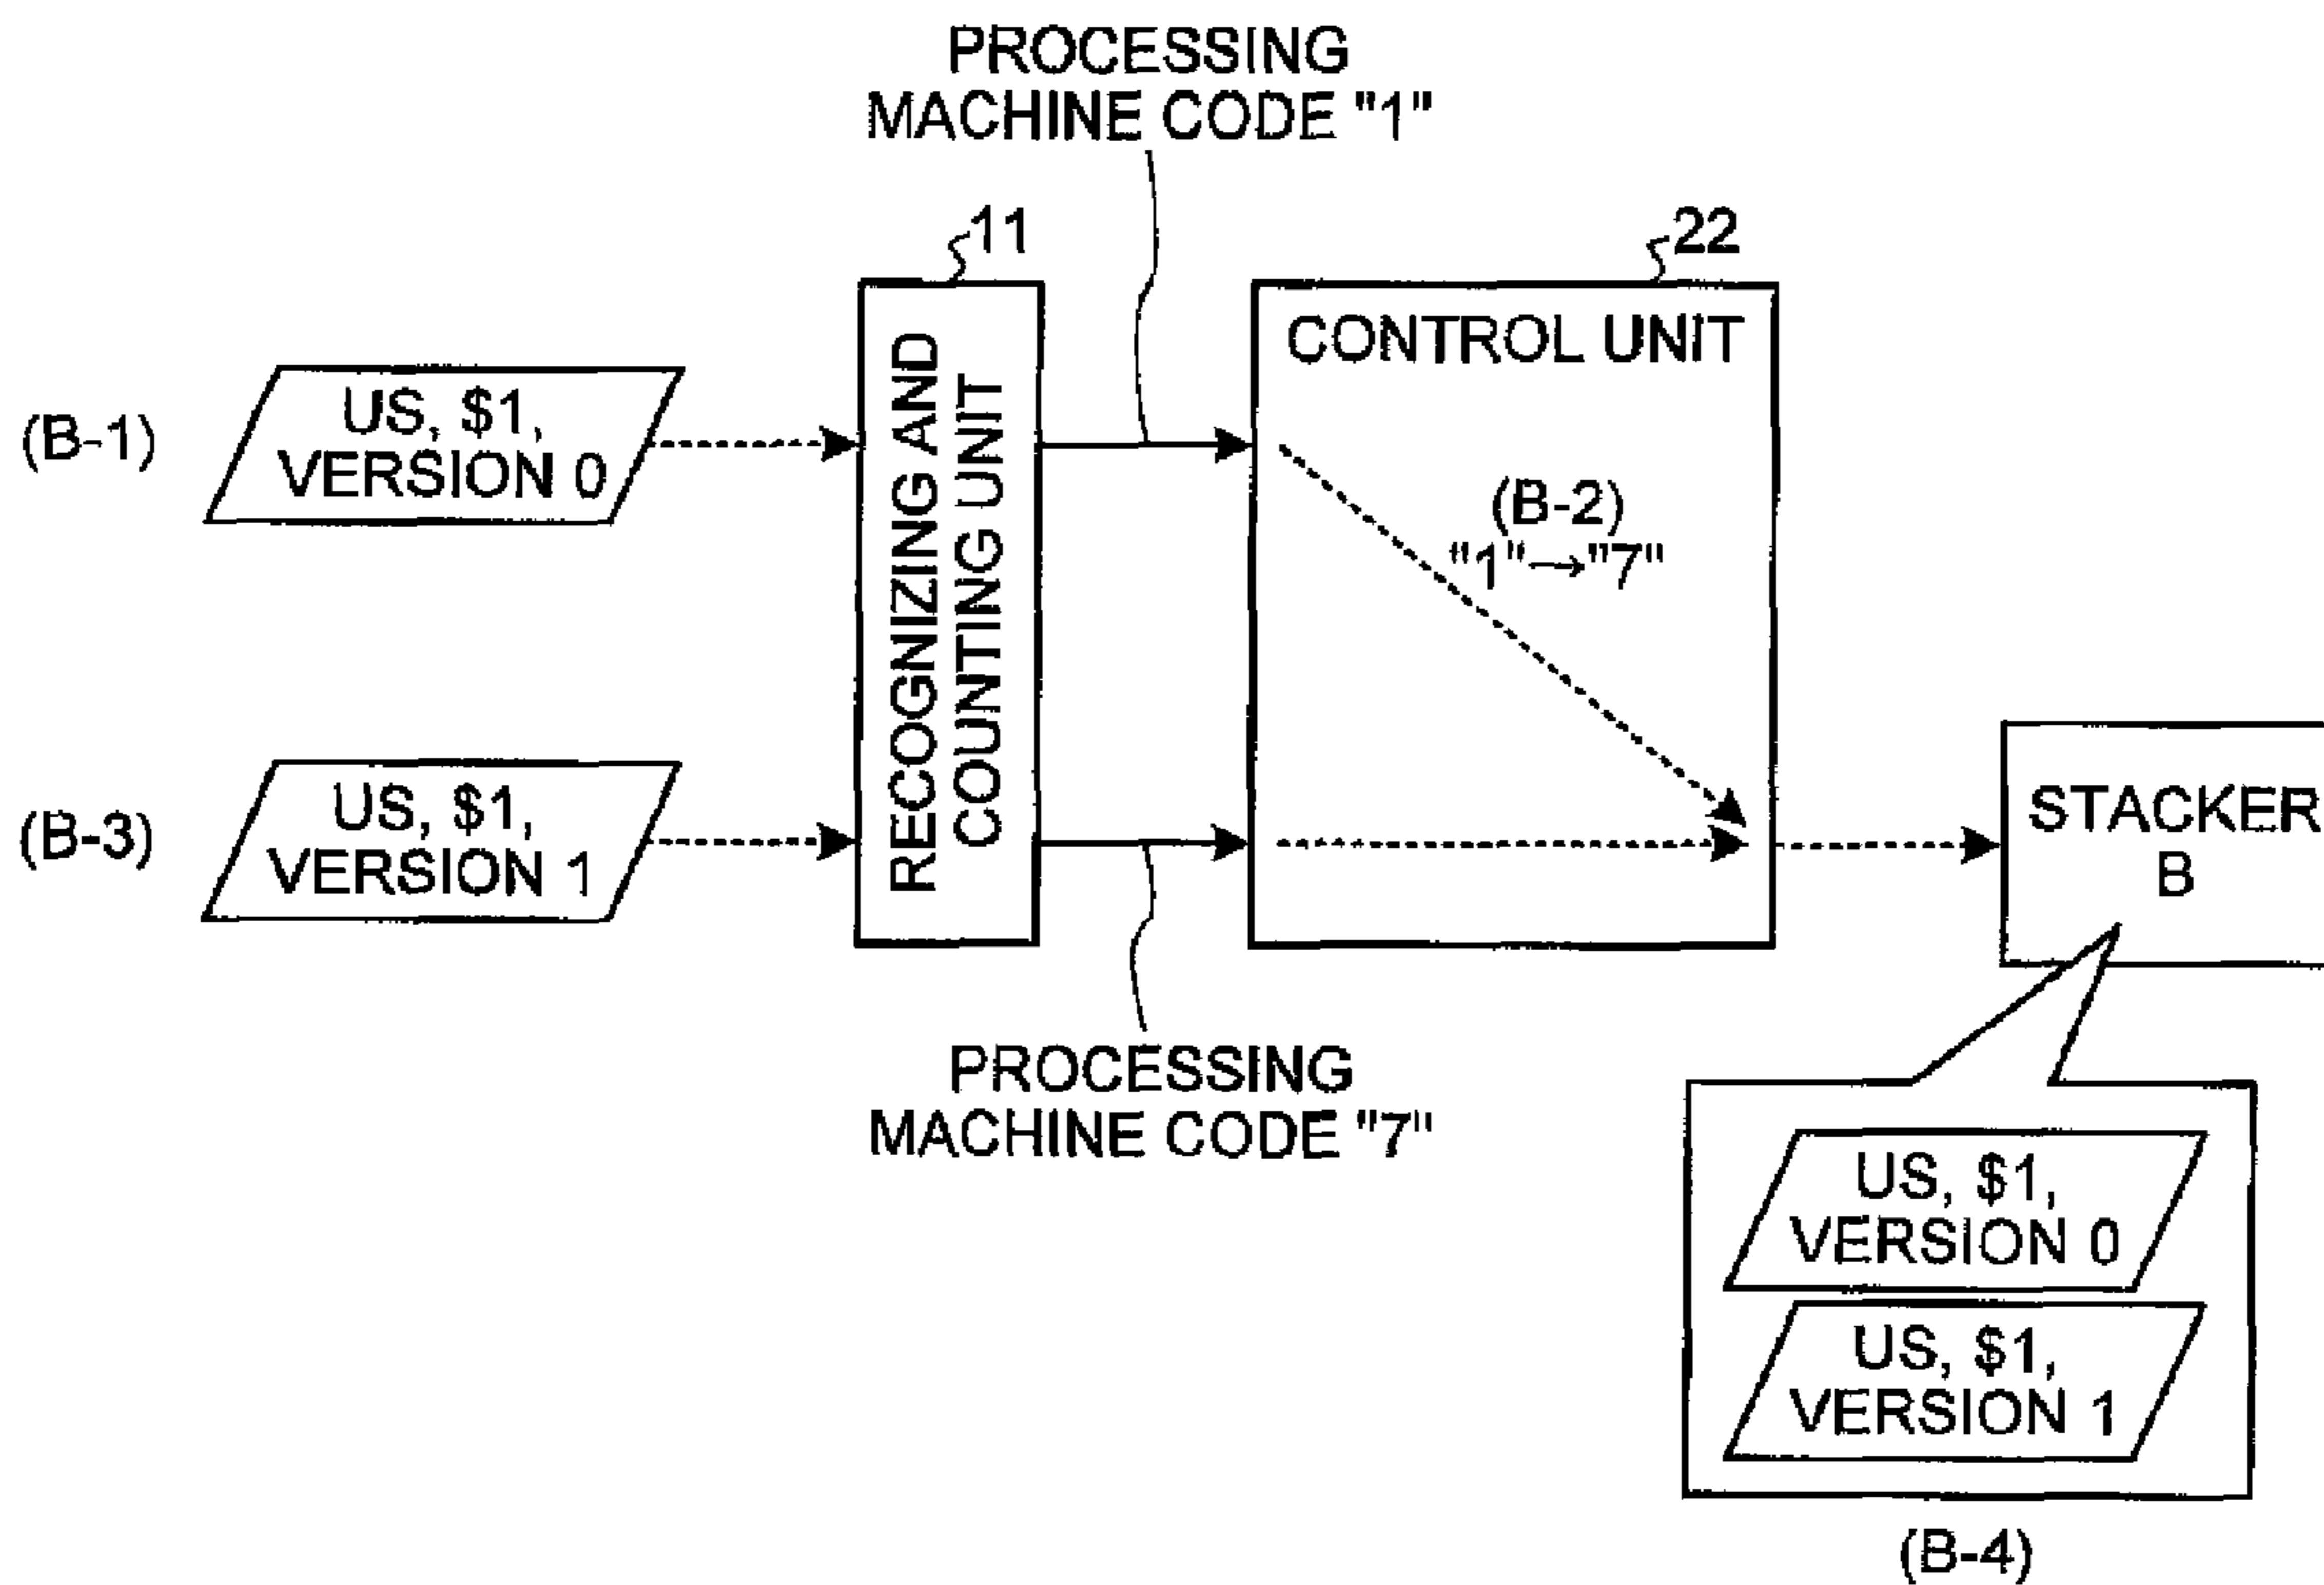 PROCESSING
MACHINE CODE "1"
11
22
(B-1)
US, $1,
VERSION 0
RECOGNIZING AND
COUNTING UNIT
CONTROL UNIT
(B-2)
"1"→"7"
(B-3)
US, $1,
VERSION 1
STACKER
B
PROCESSING
MACHINE CODE "7"
US, $1,
VERSION 0
US, $1,
VERSION 1
(B-4)